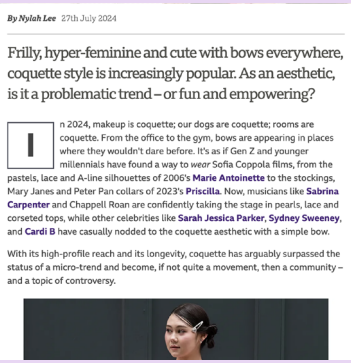 By Nylah Lee 27th July 2024
Frilly, hyper-feminine and cute with bows everywhere,
coquette style is increasingly popular. As an aesthetic,
is it a problematic trend – or fun and empowering?
In 2024, makeup is coquette; our dogs are coquette; rooms are
coquette. From the office to the gym, bows are appearing in places
where they wouldn't dare before. It's as if Gen Z and younger
millennials have found a way to wear Sofia Coppola films, from the
pastels, lace and A-line silhouettes of 2006's Marie Antoinette to the stockings,
Mary Janes and Peter Pan collars of 2023's Priscilla. Now, musicians like Sabrina
Carpenter and Chappell Roan are confidently taking the stage in pearls, lace and
corseted tops, while other celebrities like Sarah Jessica Parker, Sydney Sweeney,
and Cardi B have casually nodded to the coquette aesthetic with a simple bow.
With its high-profile reach and its longevity, coquette has arguably surpassed the
status of a micro-trend and become, if not quite a movement, then a community –
and a topic of controversy.